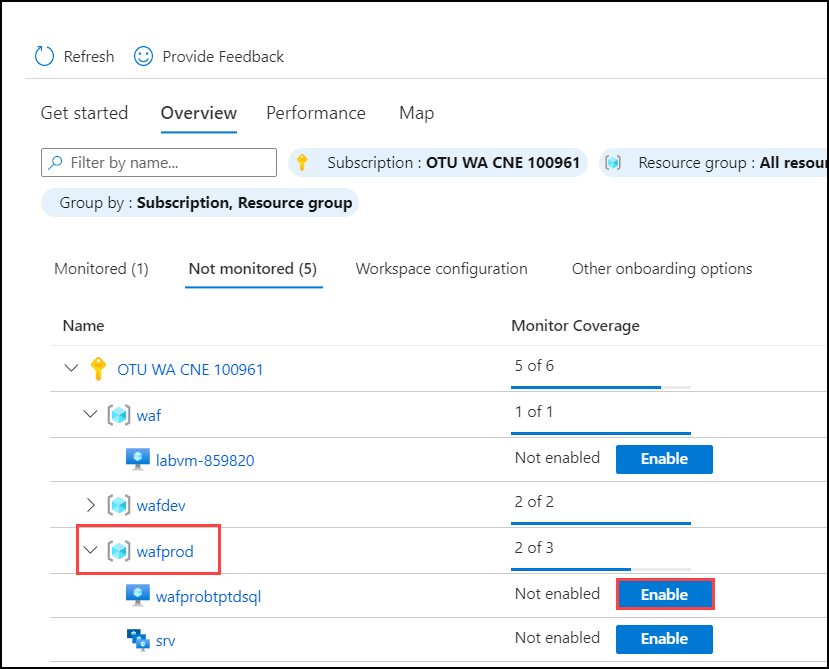 Refresh Provide Feedback
Get started Overview Performance Map
Filter by name... Subscription : OTU WA CNE 100961 Resource group : All resour
Group by : Subscription, Resource group
Monitored (1) Not monitored (5) Workspace configuration Other onboarding options
Name Monitor Coverage
OTU WA CNE 100961 5 of 6
waf 1 of 1
labvm-859820 Not enabled Enable
wafdev 2 of 2
wafprod 2 of 3
wafprobtptdsql Not enabled Enable
srv Not enabled Enable